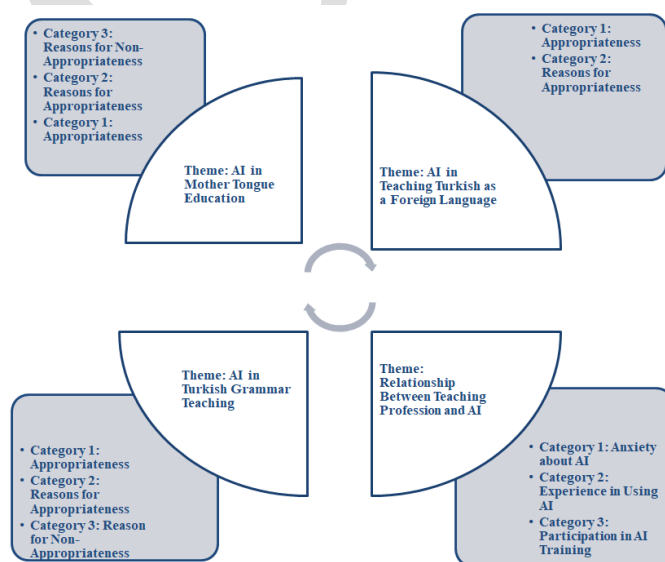 • Category 3:
Reasons for Non-
Appropriateness
• Category 2:
Reasons for
Appropriateness
• Category 1:
Appropriateness
• Category 1:
Appropriateness
• Category 2:
Reasons for
Appropriateness
Theme: AI in
Mother Tongue
Education
Theme: AI in
Teaching Turkish as
a Foreign Language
Theme: AI in
Turkish Grammar
Teaching
Theme:
Relationship
Between Teaching
Profession and AI
• Category 1:
Appropriateness
• Category 2:
Reasons for
Appropriateness
• Category 3: Reason
for Non-
Appropriateness
• Category 1: Anxiety
about AI
• Category 2:
Experience in Using
AI
• Category 3:
Participation in AI
Training